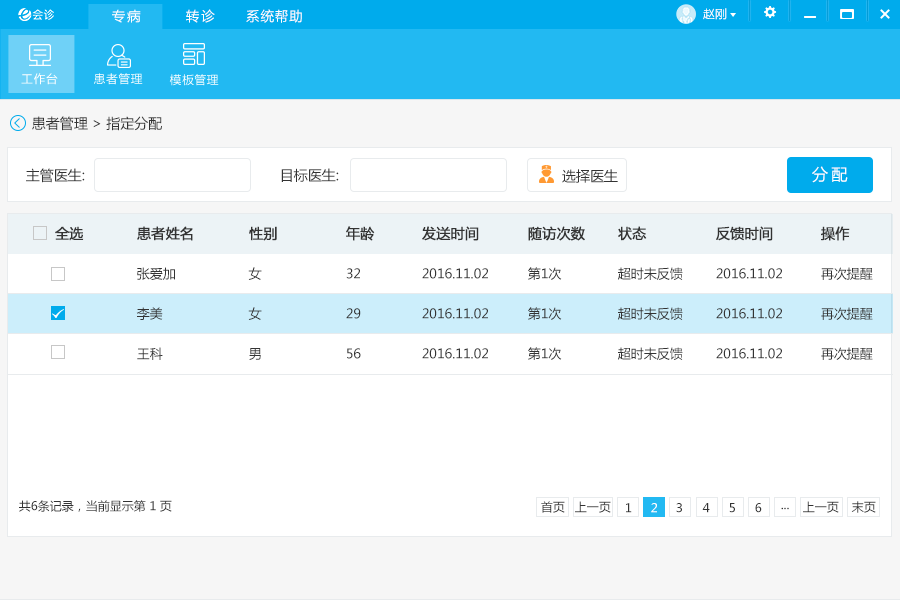 会诊 专病 转诊 系统帮助 赵刚
工作台 患者管理 模板管理
患者管理 > 指定分配
主管医生: 目标医生: 选择医生 分配
全选 患者姓名 性别 年龄 发送时间 随访次数 状态 反馈时间 操作
张爱加 女 32 2016.11.02 第1次 超时未反馈 2016.11.02 再次提醒
李美 女 29 2016.11.02 第1次 超时未反馈 2016.11.02 再次提醒
王科 男 56 2016.11.02 第1次 超时未反馈 2016.11.02 再次提醒
共6条记录，当前显示第 1 页 首页 上一页 1 2 3 4 5 6 ... 上一页 末页